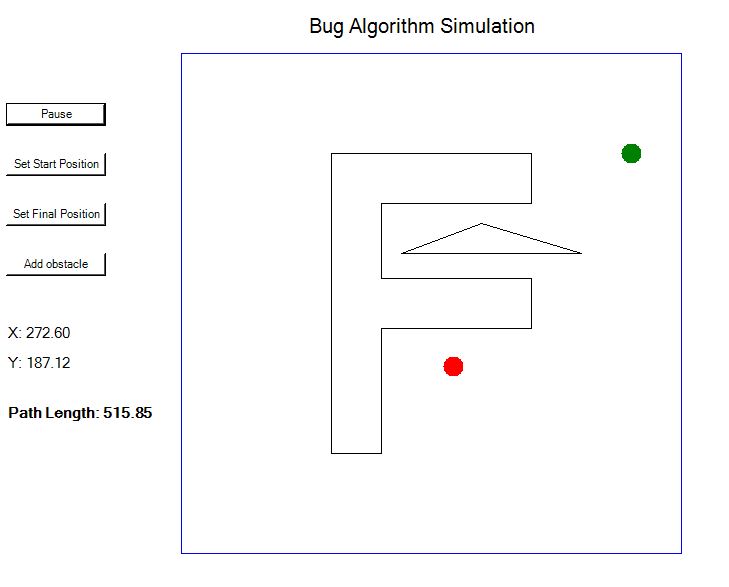 Bug Algorithm Simulation
Pause
Set Start Position
Set Final Position
Add obstacle
X: 272.60
Y: 187.12
Path Length: 515.85